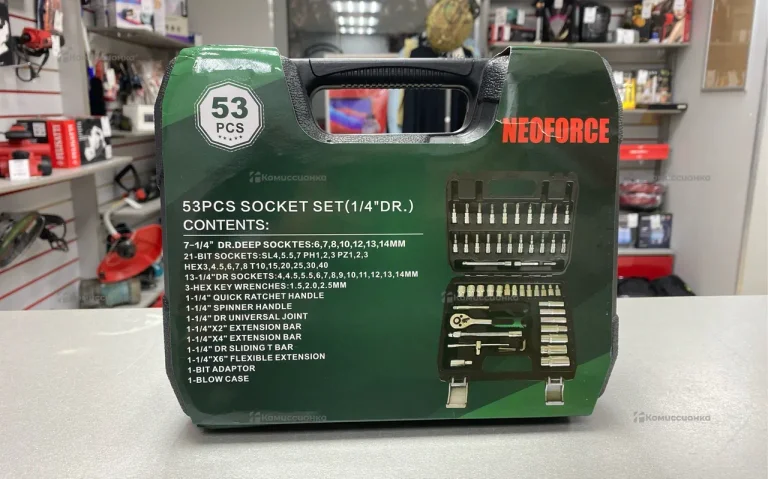 53
PCS
NEOFORCE
53PCS SOCKET SET(1/4"DR.)
CONTENTS:
7-1/4" DR.DEEP SOCKTES:6,7,8,10,12,13,14MM
21-BIT SOCKETS:SL4,5.5,7 PH1,2,3 PZ1,2,3
HEX3,4,5,6,7,8 T10,15,20,25,30,40
13-1/4"DR SOCKETS:4,4.5,5.5,6,7,8,9,10,11,12,13,14MM
3-HEX KEY WRENCHES:1.5,2.0,2.5MM
1-1/4" QUICK RATCHET HANDLE
1-1/4" SPINNER HANDLE
1-1/4" DR UNIVERSAL JOINT
1-1/4"X2" EXTENSION BAR
1-1/4"X4" EXTENSION BAR
1-1/4" DR SLIDING T BAR
1-1/4"X6" FLEXIBLE EXTENSION
1-BIT ADAPTOR
1-BLOW CASE
Комиссионка
Комиссионка
Комиссионка
Комиссионка
Комиссионка
Комиссионка
Комиссионка
Комиссионка